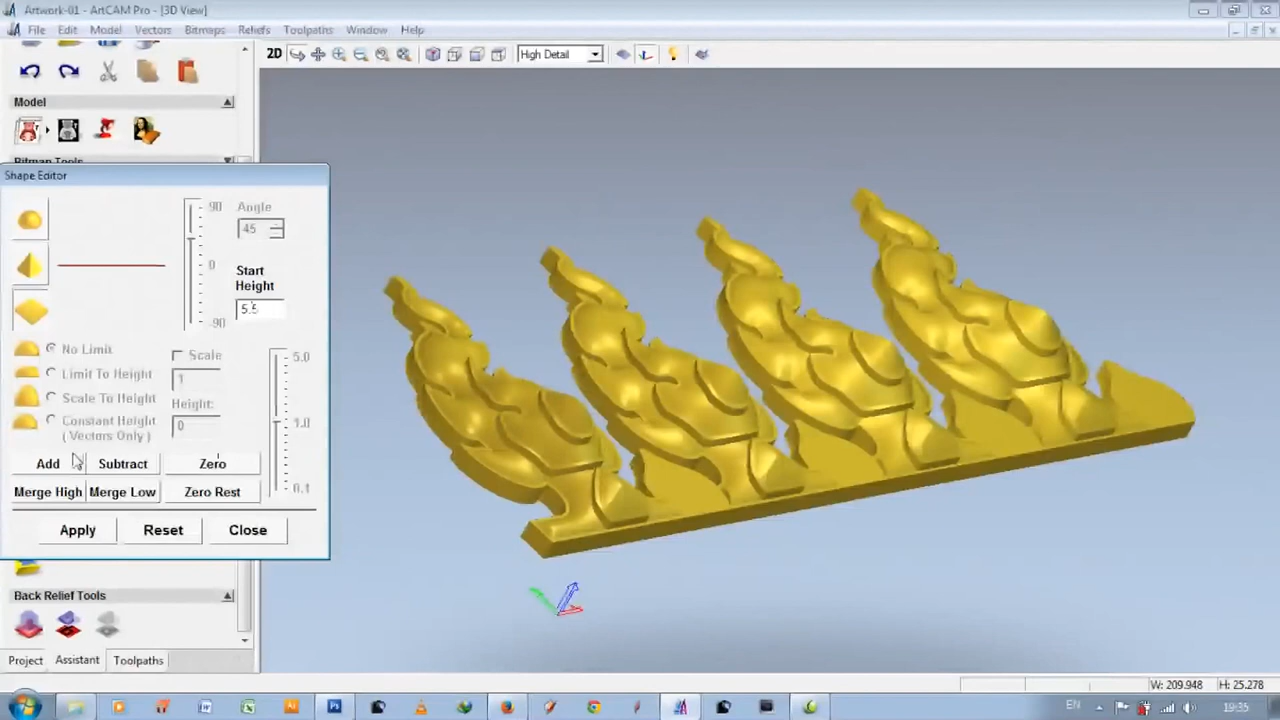 Artwork-01 - ArtCAM Pro - [3D View]
File Edit Model Vectors Bitmaps Reliefs Toolpaths Window Help
2D High Detail
Model
Bitmap Tools
Shape Editor
90
0
-90
Angle
45
Start
Height
5.5
No Limit
Limit To Height
Scale To Height
Constant Height
( Vectors Only )
Scale
1
Height:
0
5.0
1.0
0.1
Add Subtract Zero
Merge High Merge Low Zero Rest
Apply Reset Close
Back Relief Tools
Project Assistant Toolpaths
W: 209.948 H: 25.278
EN 19:35